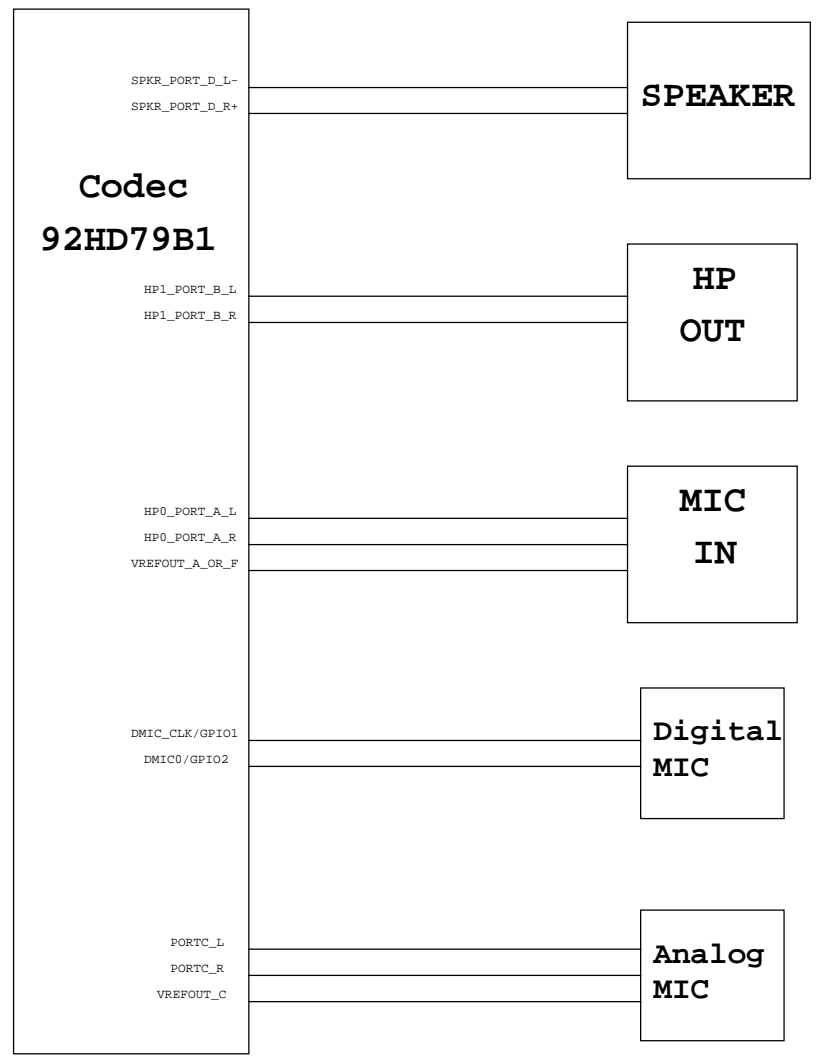 SPKR_PORT_D_L-
SPKR_PORT_D_R+
SPEAKER
Codec
92HD79B1
HP1_PORT_B_L
HP1_PORT_B_R
HP
OUT
HP0_PORT_A_L
HP0_PORT_A_R
VREFOUT_A_OR_F
MIC
IN
DMIC_CLK/GPIO1
DMIC0/GPIO2
Digital
MIC
PORTC_L
PORTC_R
VREFOUT_C
Analog
MIC